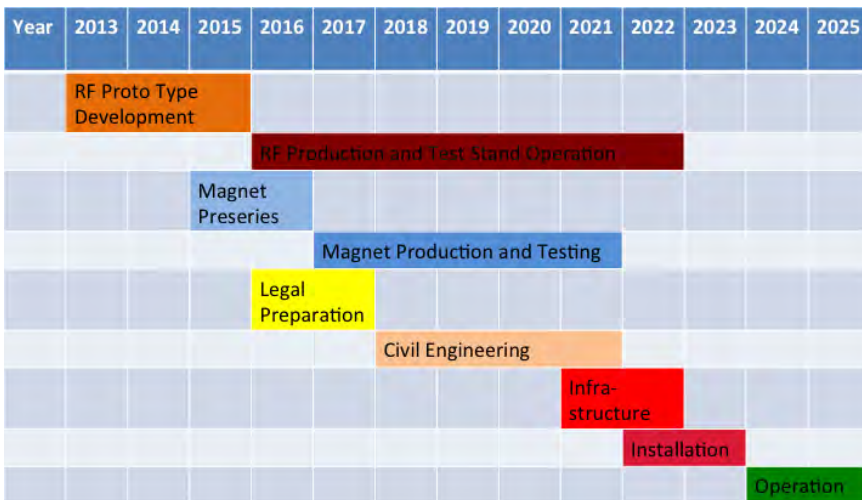 Year 2013 2014 2015 2016 2017 2018 2019 2020 2021 2022 2023 2024 2025
RF Proto Type
Development
RF Production and Test Stand Operation
Magnet
Preseries
Magnet Production and Testing
Legal
Preparation
Civil Engineering
Infra-
structure
Installation
Operation